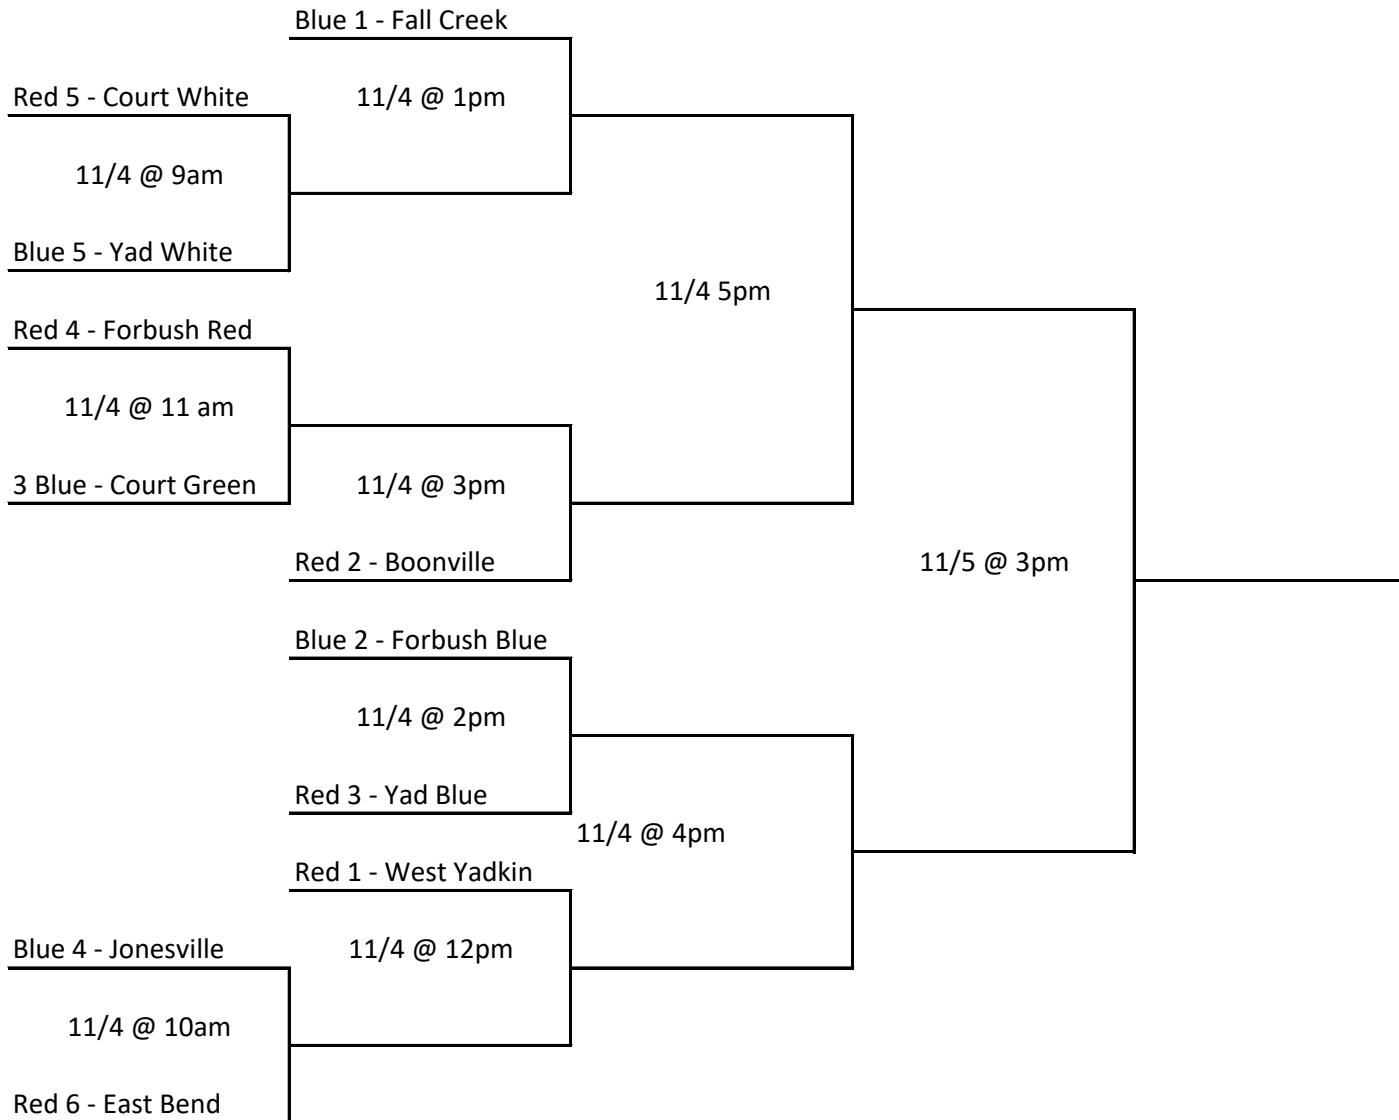 Blue 1 - Fall Creek
Red 5 - Court White
11/4 @ 1pm
11/4 @ 9am
Blue 5 - Yad White
11/4 5pm
Red 4 - Forbush Red
11/4 @ 11 am
3 Blue - Court Green
11/4 @ 3pm
Red 2 - Boonville
11/5 @ 3pm
Blue 2 - Forbush Blue
11/4 @ 2pm
Red 3 - Yad Blue
11/4 @ 4pm
Red 1 - West Yadkin
Blue 4 - Jonesville
11/4 @ 12pm
11/4 @ 10am
Red 6 - East Bend